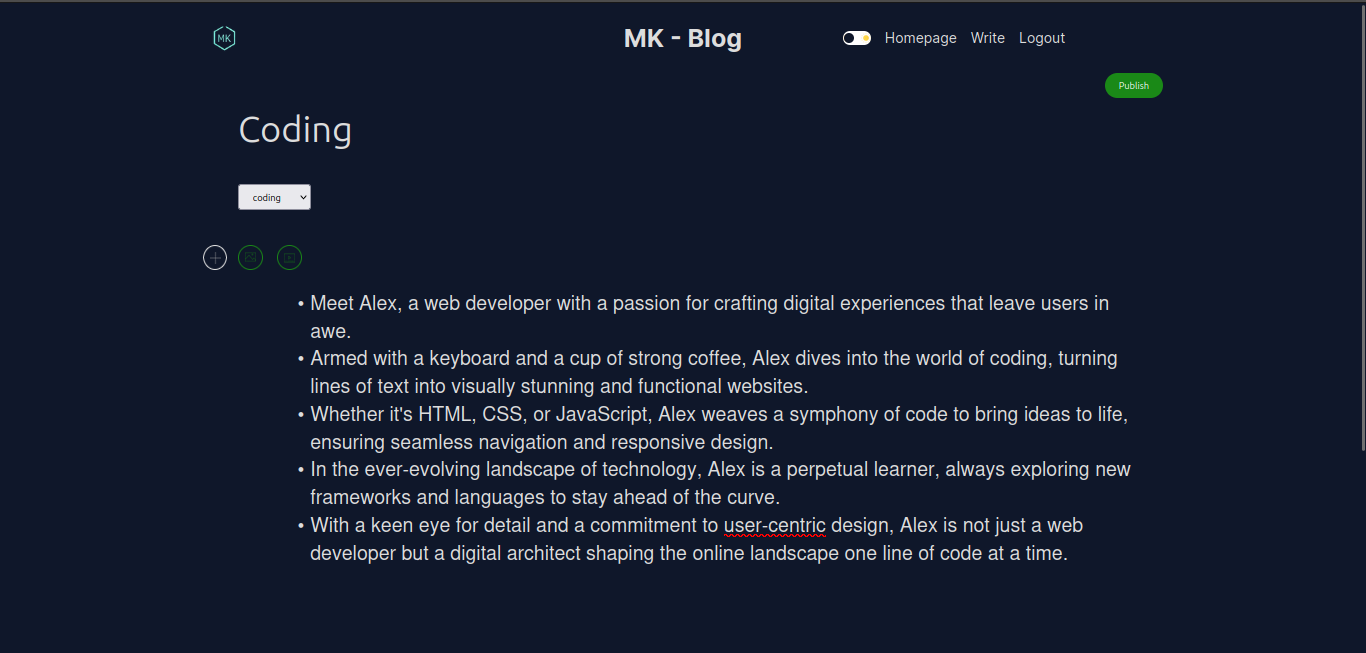 MK
MK - Blog
Homepage Write Logout
Publish
Coding
coding
• Meet Alex, a web developer with a passion for crafting digital experiences that leave users in
awe.
• Armed with a keyboard and a cup of strong coffee, Alex dives into the world of coding, turning
lines of text into visually stunning and functional websites.
• Whether it's HTML, CSS, or JavaScript, Alex weaves a symphony of code to bring ideas to life,
ensuring seamless navigation and responsive design.
• In the ever-evolving landscape of technology, Alex is a perpetual learner, always exploring new
frameworks and languages to stay ahead of the curve.
• With a keen eye for detail and a commitment to user-centric design, Alex is not just a web
developer but a digital architect shaping the online landscape one line of code at a time.